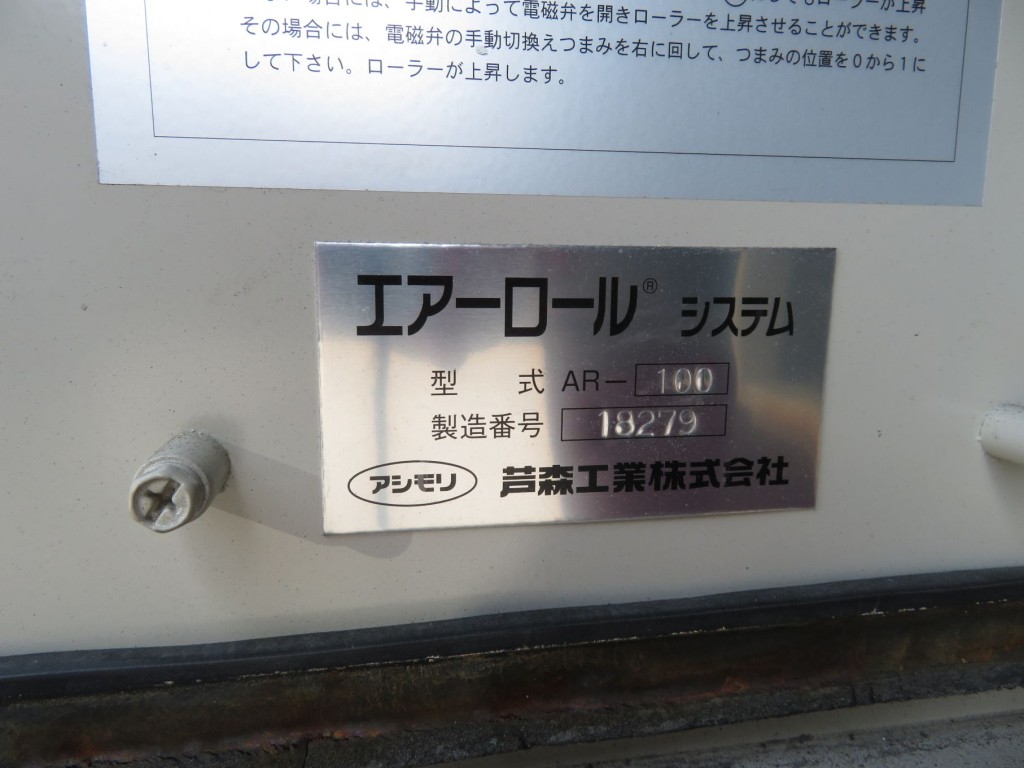 場合には、手動によって電磁弁を開きローラーを上昇させることができます。
その場合には、電磁弁の手動切換えつまみを右に回して、つまみの位置を0から1に
して下さい。ローラーが上昇します。
エアーロール® システム
型 式 AR-100
製造番号 18279
アシモリ 芦森工業株式会社